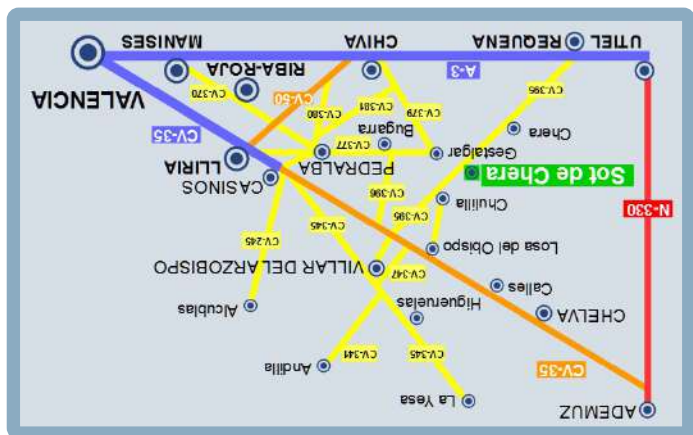 ADEMUZ
La Yesa
CV-35
CV-345
CV-341
Andilla
CHELVA
Higueruelas
Alcublas
Calles
CV-347
VILLAR DEL ARZOBISPO
Losa del Obispo
CV-245
CV-345
N-330
CV-395
Chulilla
CV-396
CASINOS
Sot de Chera
PEDRALBA
LLIRIA
Gestalgar
CV-377
Chera
Bugarra
CV-35
CV-379
CV-381
CV-380
CV-50
VALENCIA
CV-395
CV-370
RIBA-ROJA
A-3
UTIEL
REQUENA
CHIVA
MANISES